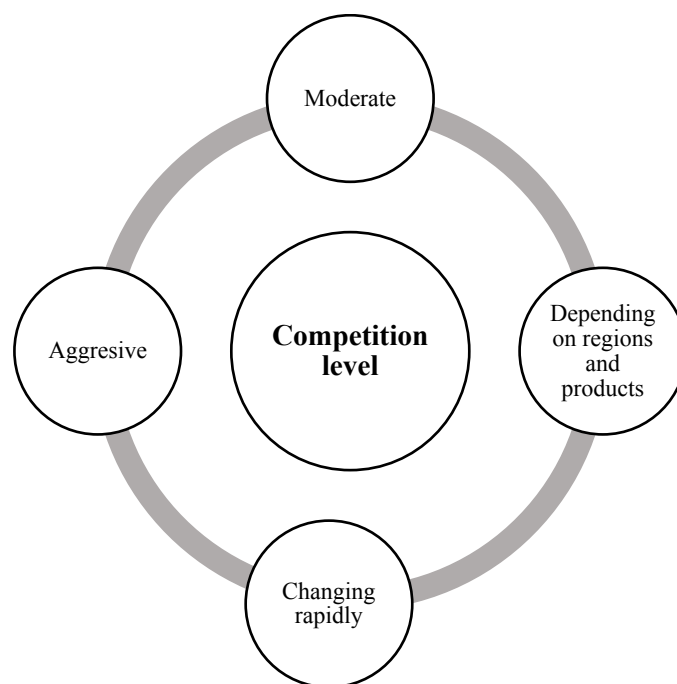 Moderate
Aggresive
Competition
level
Depending
on regions
and
products
Changing
rapidly